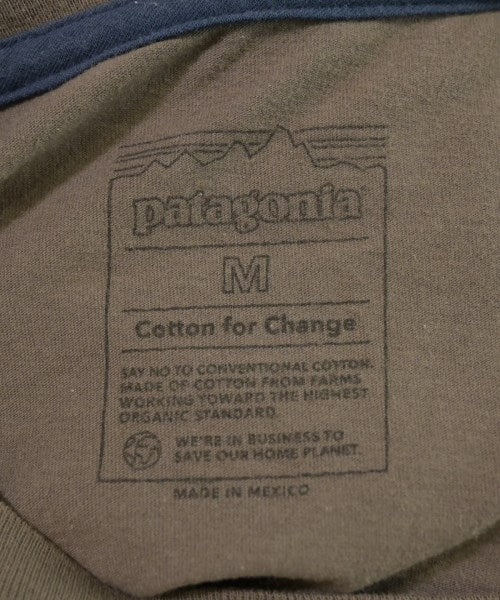 patagonia
M
Cotton for Change
SAY NO TO CONVENTIONAL COTTON.
MADE OF COTTON FROM FARMS
WORKING TOWARD THE HIGHEST
ORGANIC STANDARD.
WE'RE IN BUSINESS TO
SAVE OUR HOME PLANET.
MADE IN MEXICO